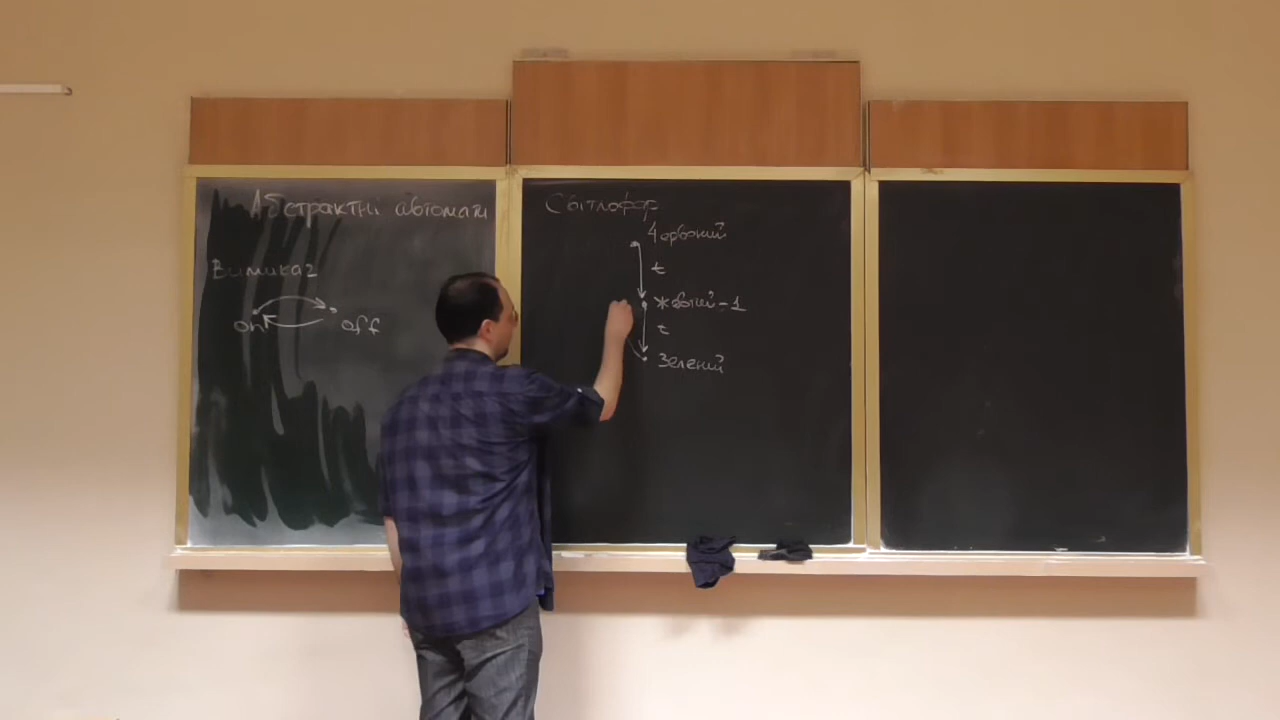 Абстрактні автомати
Вимикач
on
off
Світлофор
Червоний
t
Жовтий-1
t
Зелений